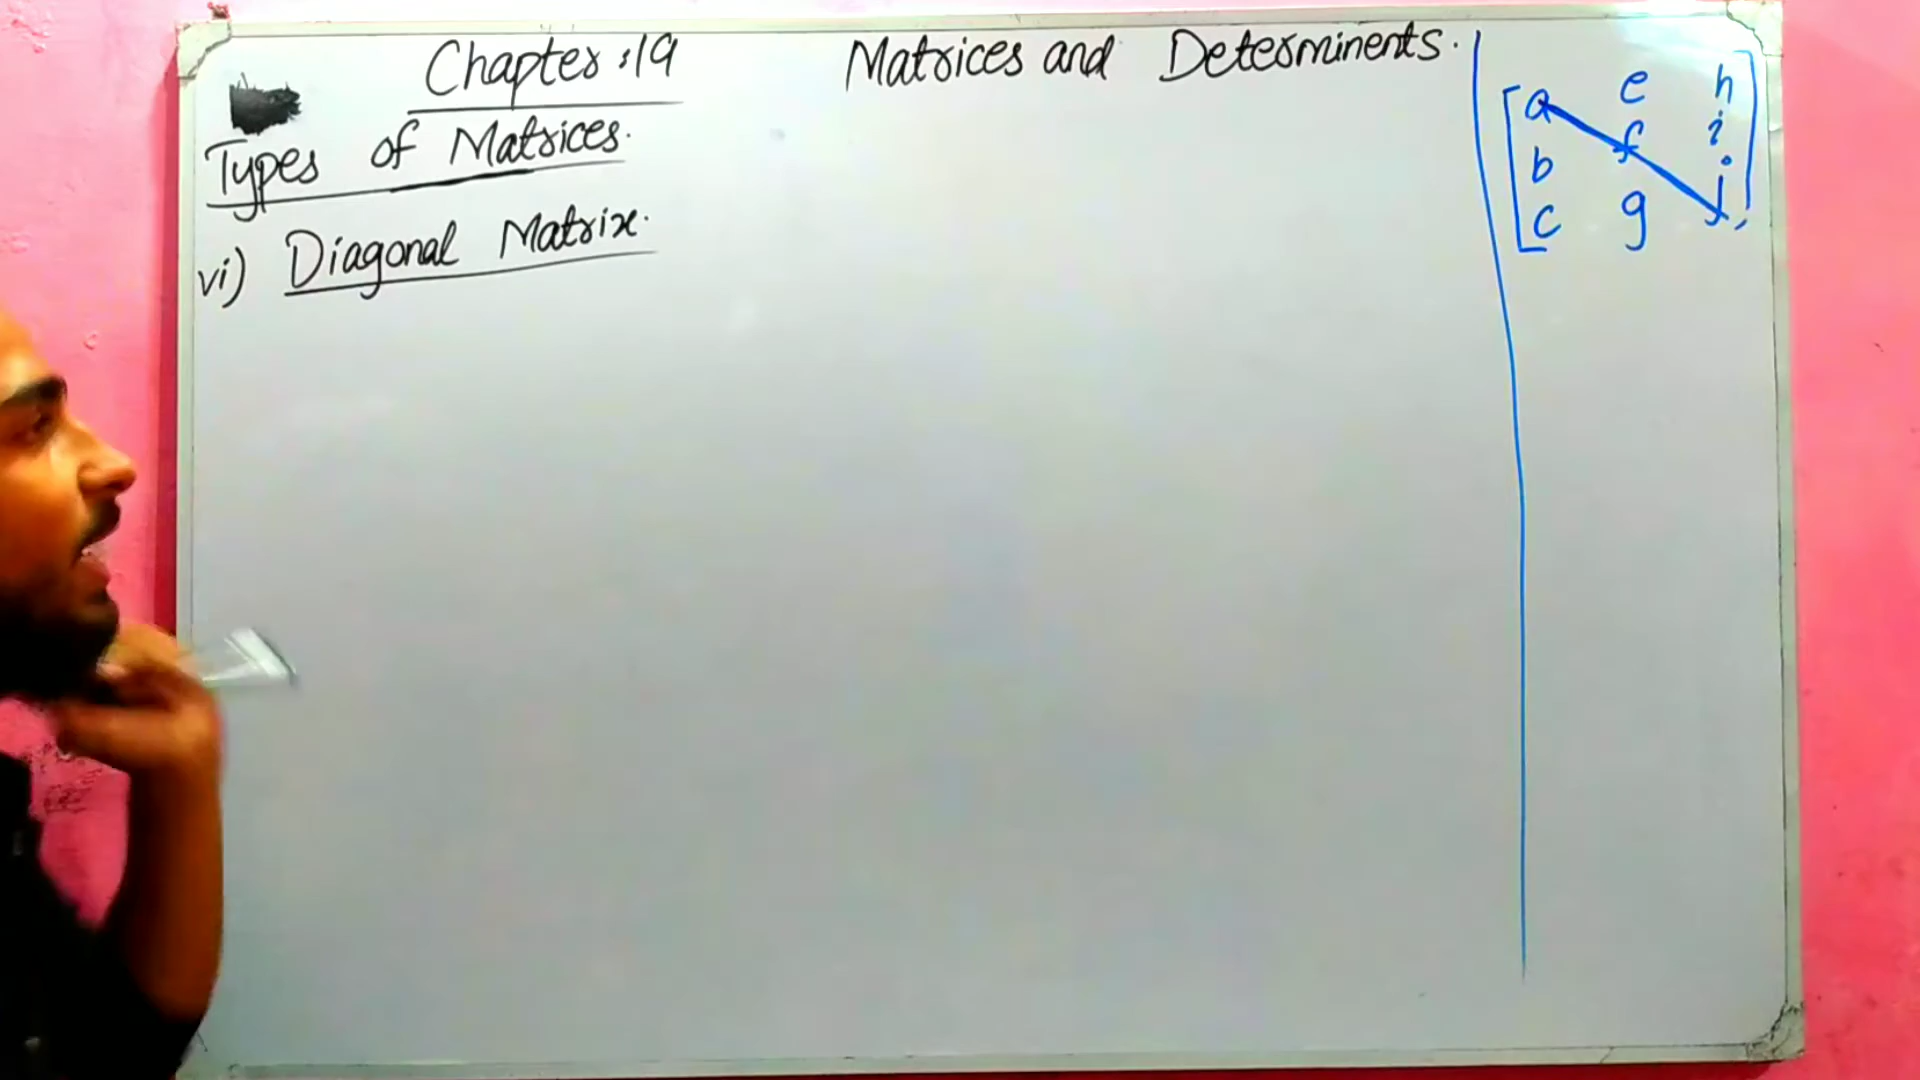 Chapter :19 Matrices and Determinents.
Types of Matrices.
vi) Diagonal Matrix.
a e h
b f i
c g j